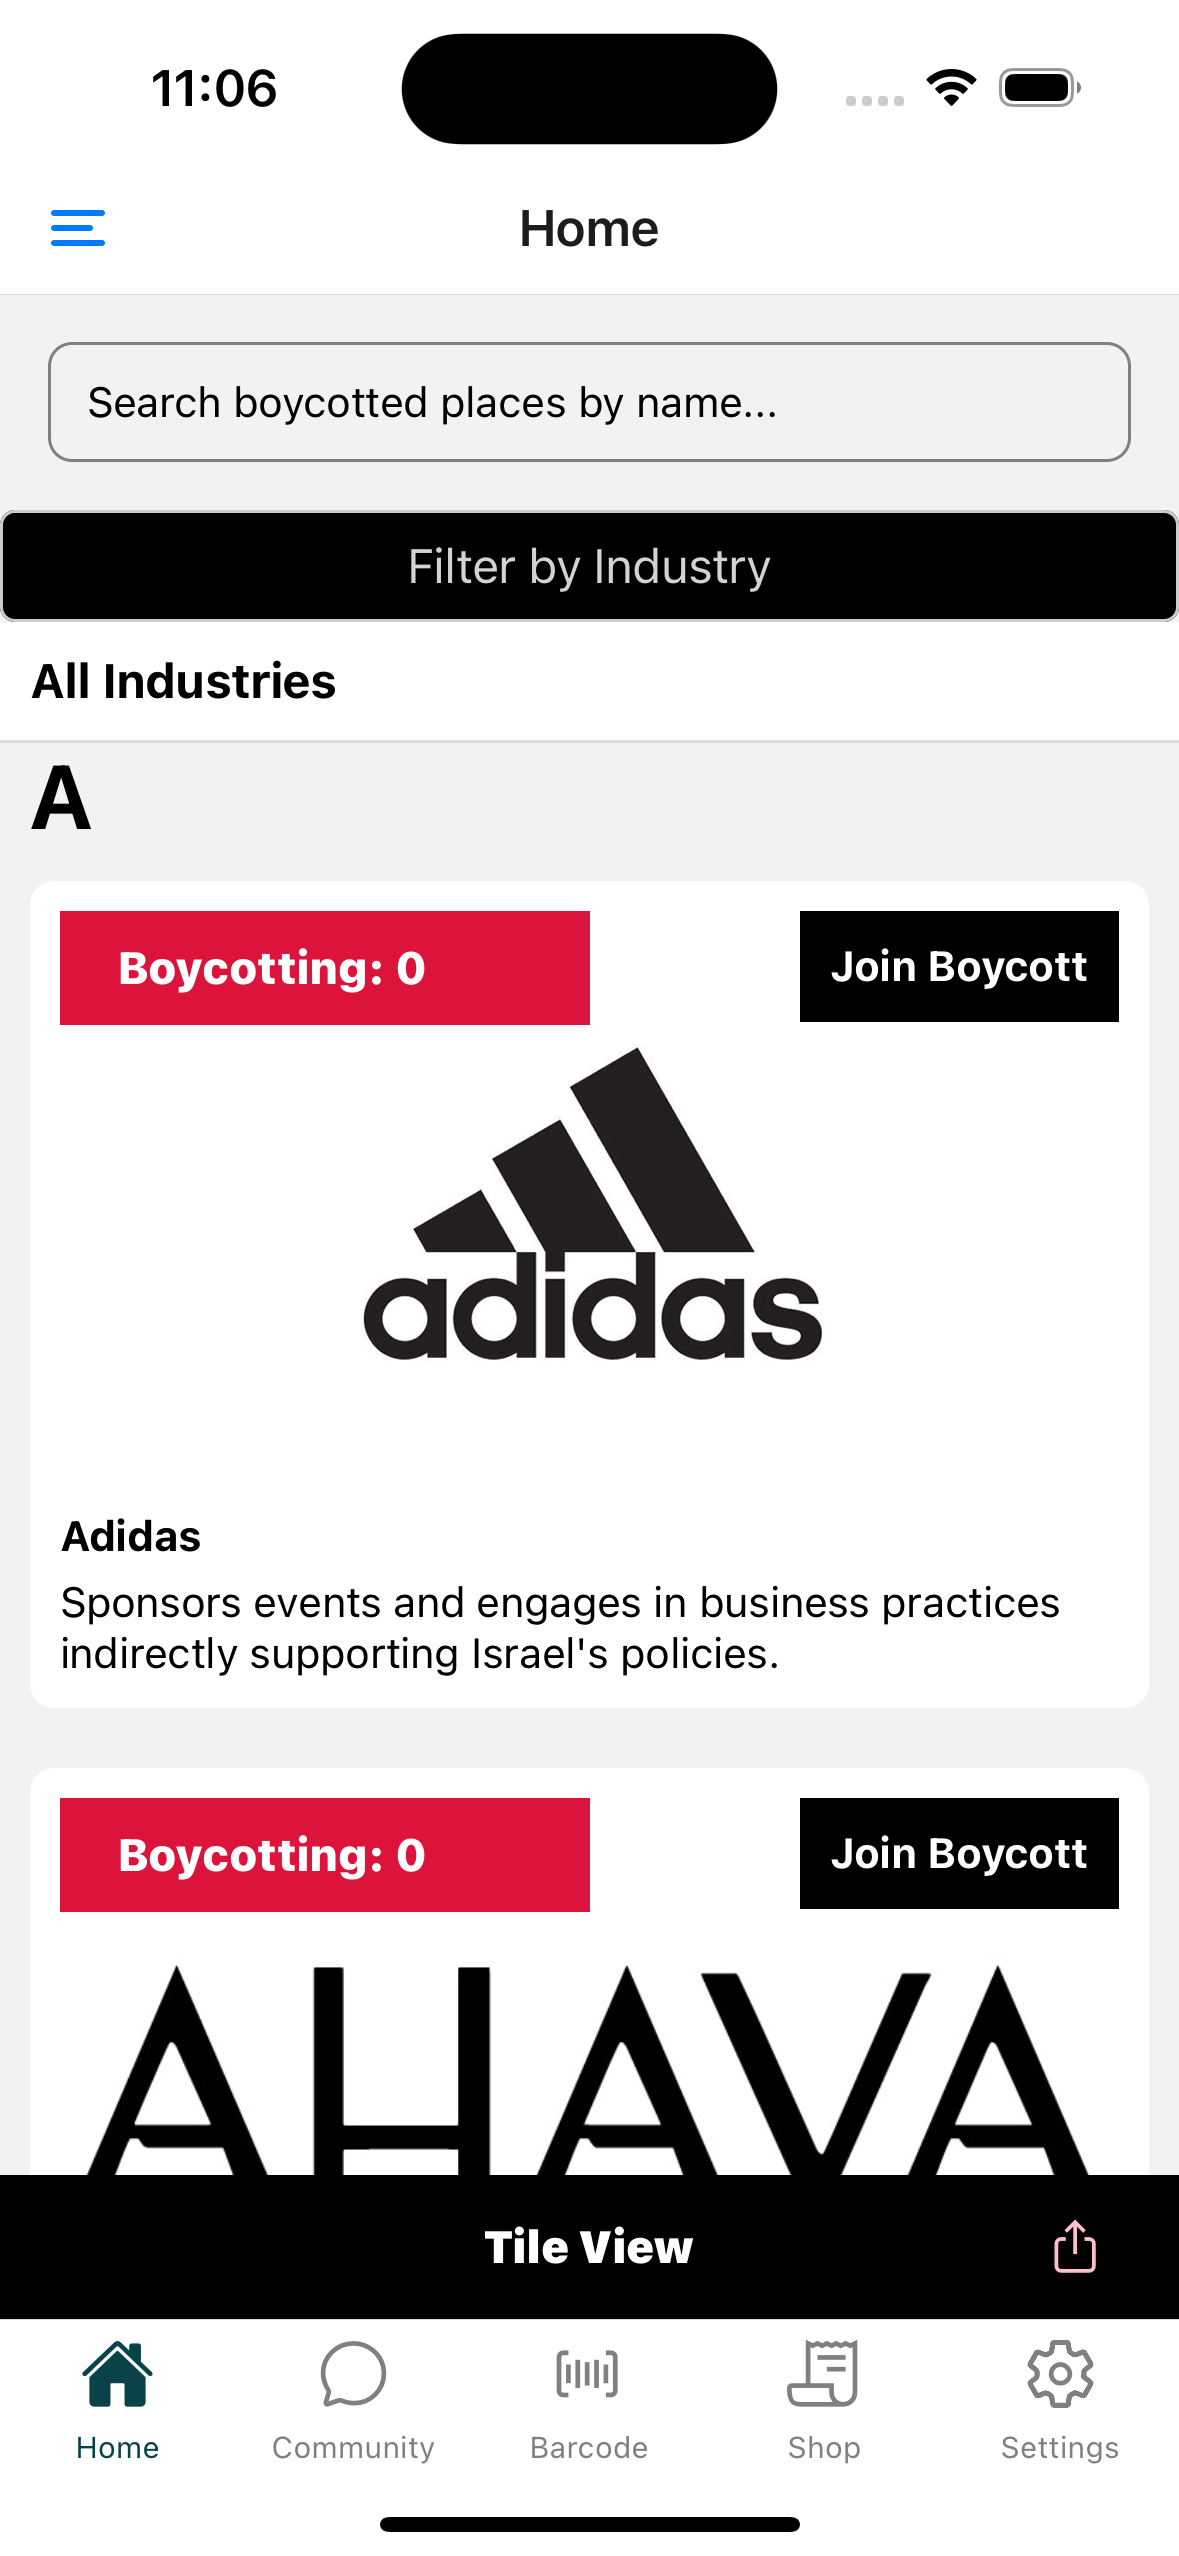 11:06
Home
Search boycotted places by name...
Filter by Industry
All Industries
A
Boycotting: 0
Join Boycott
adidas
Adidas
Sponsors events and engages in business practices
indirectly supporting Israel's policies.
Boycotting: 0
Join Boycott
AHAVA
Tile View
Home
Community
Barcode
Shop
Settings